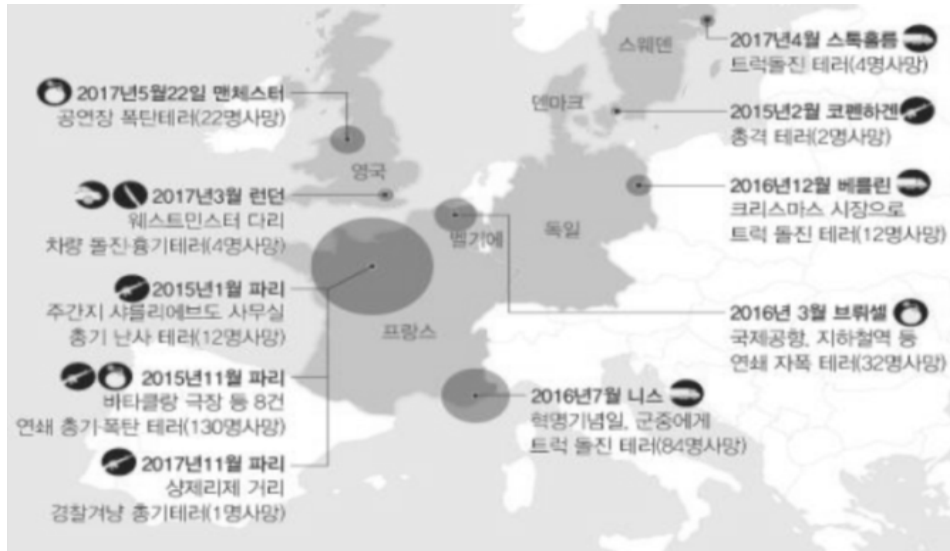 2017년5월22일 맨체스터
공연장 폭탄테러(22명사망)
2017년3월 런던
웨스트민스터 다리
차량 돌진·흉기테러(4명사망)
2015년1월 파리
주간지 샤를리에브도 사무실
총기 난사 테러(12명사망)
2015년11월 파리
바타클랑 극장 등 8건
연쇄 총기·폭탄 테러(130명사망)
2017년11월 파리
샹제리제 거리
경찰겨냥 총기테러(1명사망)
스웨덴
덴마크
영국
벨기에
독일
프랑스
2017년4월 스톡홀름
트럭돌진 테러(4명사망)
2015년2월 코펜하겐
총격 테러(2명사망)
2016년12월 베를린
크리스마스 시장으로
트럭 돌진 테러(12명사망)
2016년 3월 브뤼셀
국제공항, 지하철역 등
연쇄 자폭 테러(32명사망)
2016년7월 니스
혁명기념일, 군중에게
트럭 돌진 테러(84명사망)